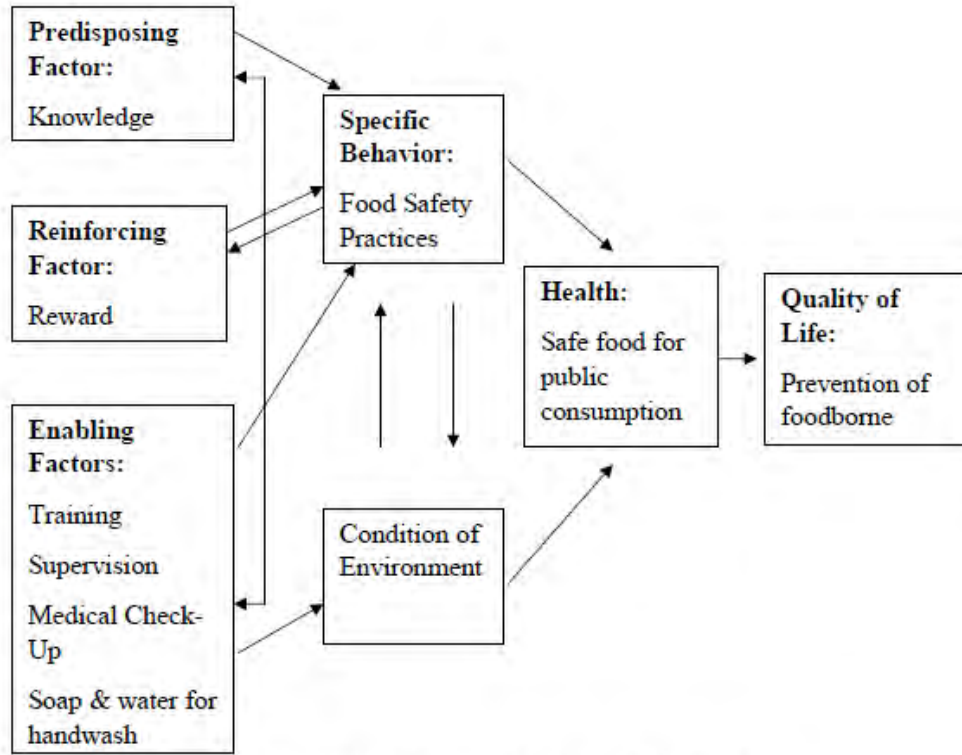 Predisposing
Factor:
Knowledge
Reinforcing
Factor:
Reward
Enabling
Factors:
Training
Supervision
Medical Check-
Up
Soap & water for
handwash
Specific
Behavior:
Food Safety
Practices
Condition of
Environment
Health:
Safe food for
public
consumption
Quality of
Life:
Prevention of
foodborne